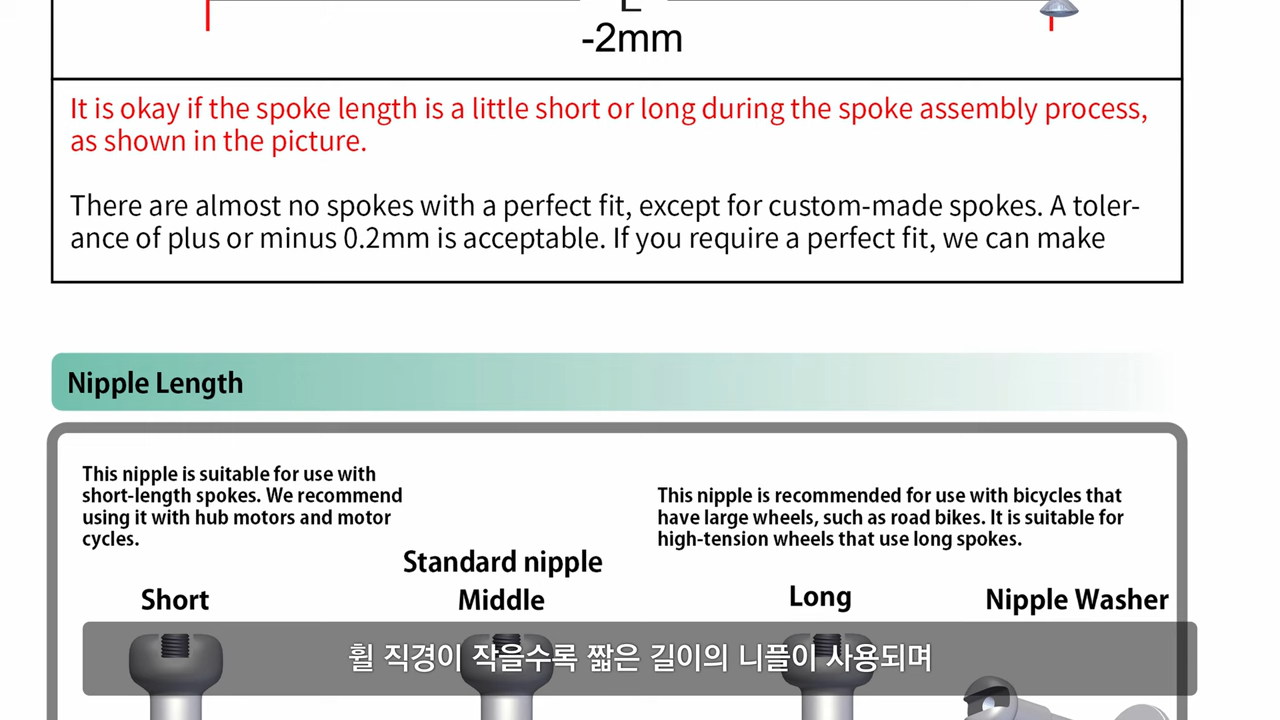 L
-2mm
It is okay if the spoke length is a little short or long during the spoke assembly process,
as shown in the picture.
There are almost no spokes with a perfect fit, except for custom-made spokes. A toler-
ance of plus or minus 0.2mm is acceptable. If you require a perfect fit, we can make
Nipple Length
This nipple is suitable for use with
short-length spokes. We recommend
using it with hub motors and motor
cycles.
This nipple is recommended for use with bicycles that
have large wheels, such as road bikes. It is suitable for
high-tension wheels that use long spokes.
Standard nipple
Short
Middle
Long
Nipple Washer
휠 직경이 작을수록 짧은 길이의 니플이 사용되며